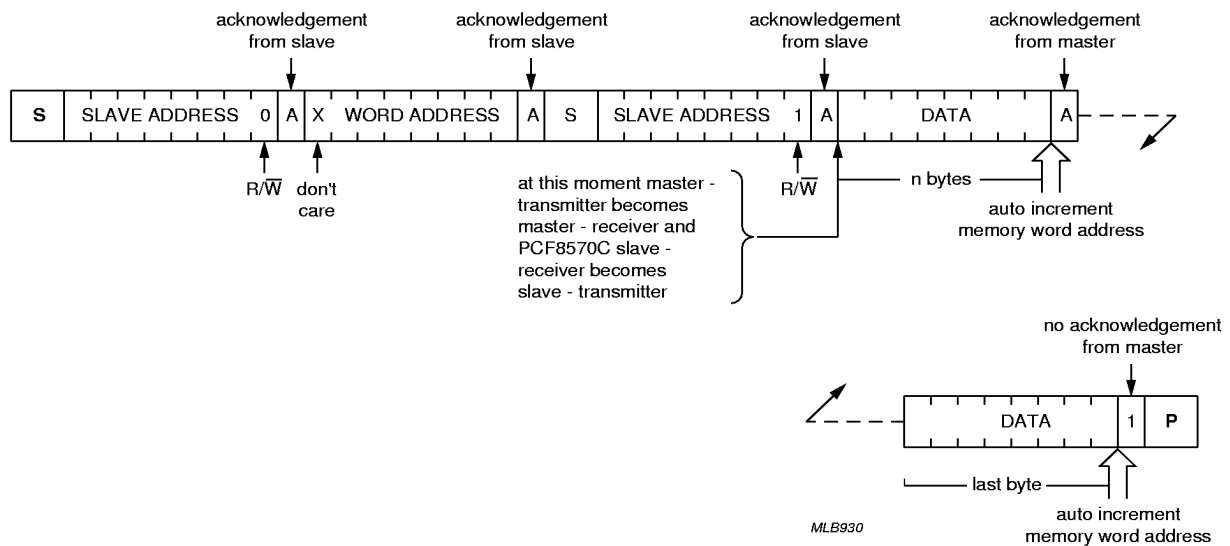 acknowledgement
from slave
acknowledgement
from slave
acknowledgement
from slave
acknowledgement
from master
S SLAVE ADDRESS 0 A X WORD ADDRESS A S SLAVE ADDRESS 1 A DATA A
R/W̅
don't
care
R/W̅
n bytes
at this moment master -
transmitter becomes
master - receiver and
PCF8570C slave -
receiver becomes
slave - transmitter
auto increment
memory word address
no acknowledgement
from master
DATA 1 P
last byte
auto increment
memory word address
MLB930